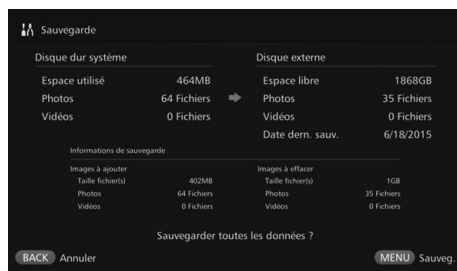 Sauvegarde
Disque dur système Disque externe
Espace utilisé 464MB Espace libre 1868GB
Photos 64 Fichiers Photos 35 Fichiers
Vidéos 0 Fichiers Vidéos 0 Fichiers
Date dern. sauv. 6/18/2015
Informations de sauvegarde
Images à ajouter Images à effacer
Taille fichier(s) 402MB Taille fichier(s) 1GB
Photos 64 Fichiers Photos 35 Fichiers
Vidéos 0 Fichiers Vidéos 0 Fichiers
Sauvegarder toutes les données ?
BACK Annuler MENU Sauveg.